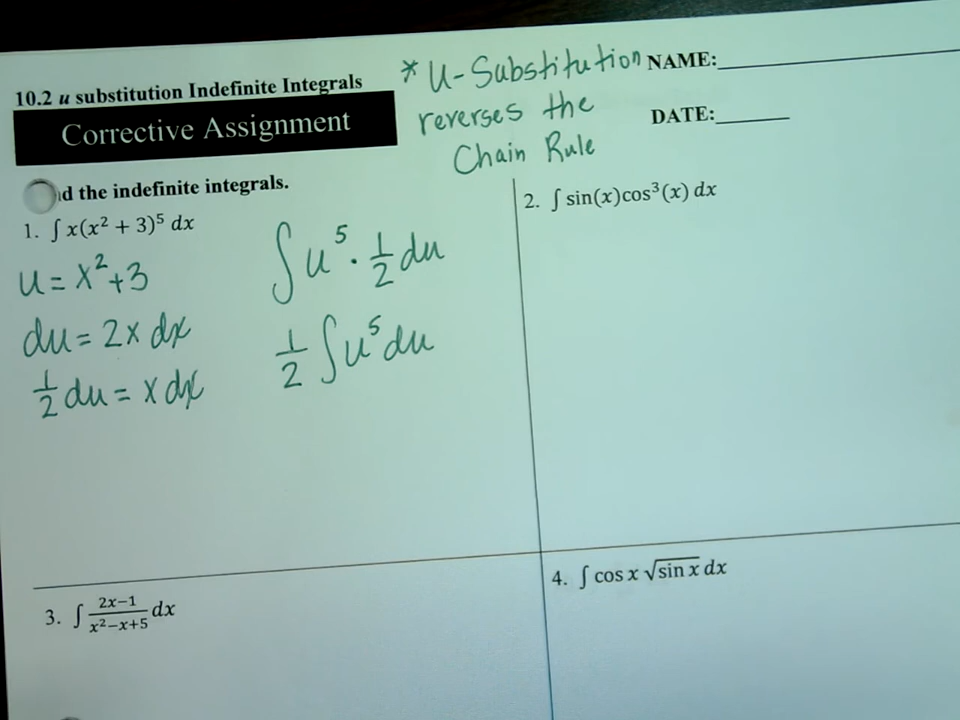 10.2 u substitution Indefinite Integrals
Corrective Assignment
* U-Substitution
reverses the
Chain Rule
NAME:
DATE:
the indefinite integrals.
1. ∫ x(x² + 3)⁵ dx
u = x² + 3
du = 2x dx
½ du = x dx
∫ u⁵ · ½ du
½ ∫ u⁵ du
2. ∫ sin(x)cos³(x) dx
3. ∫ (2x−1)/(x²−x+5) dx
4. ∫ cos x √(sin x) dx